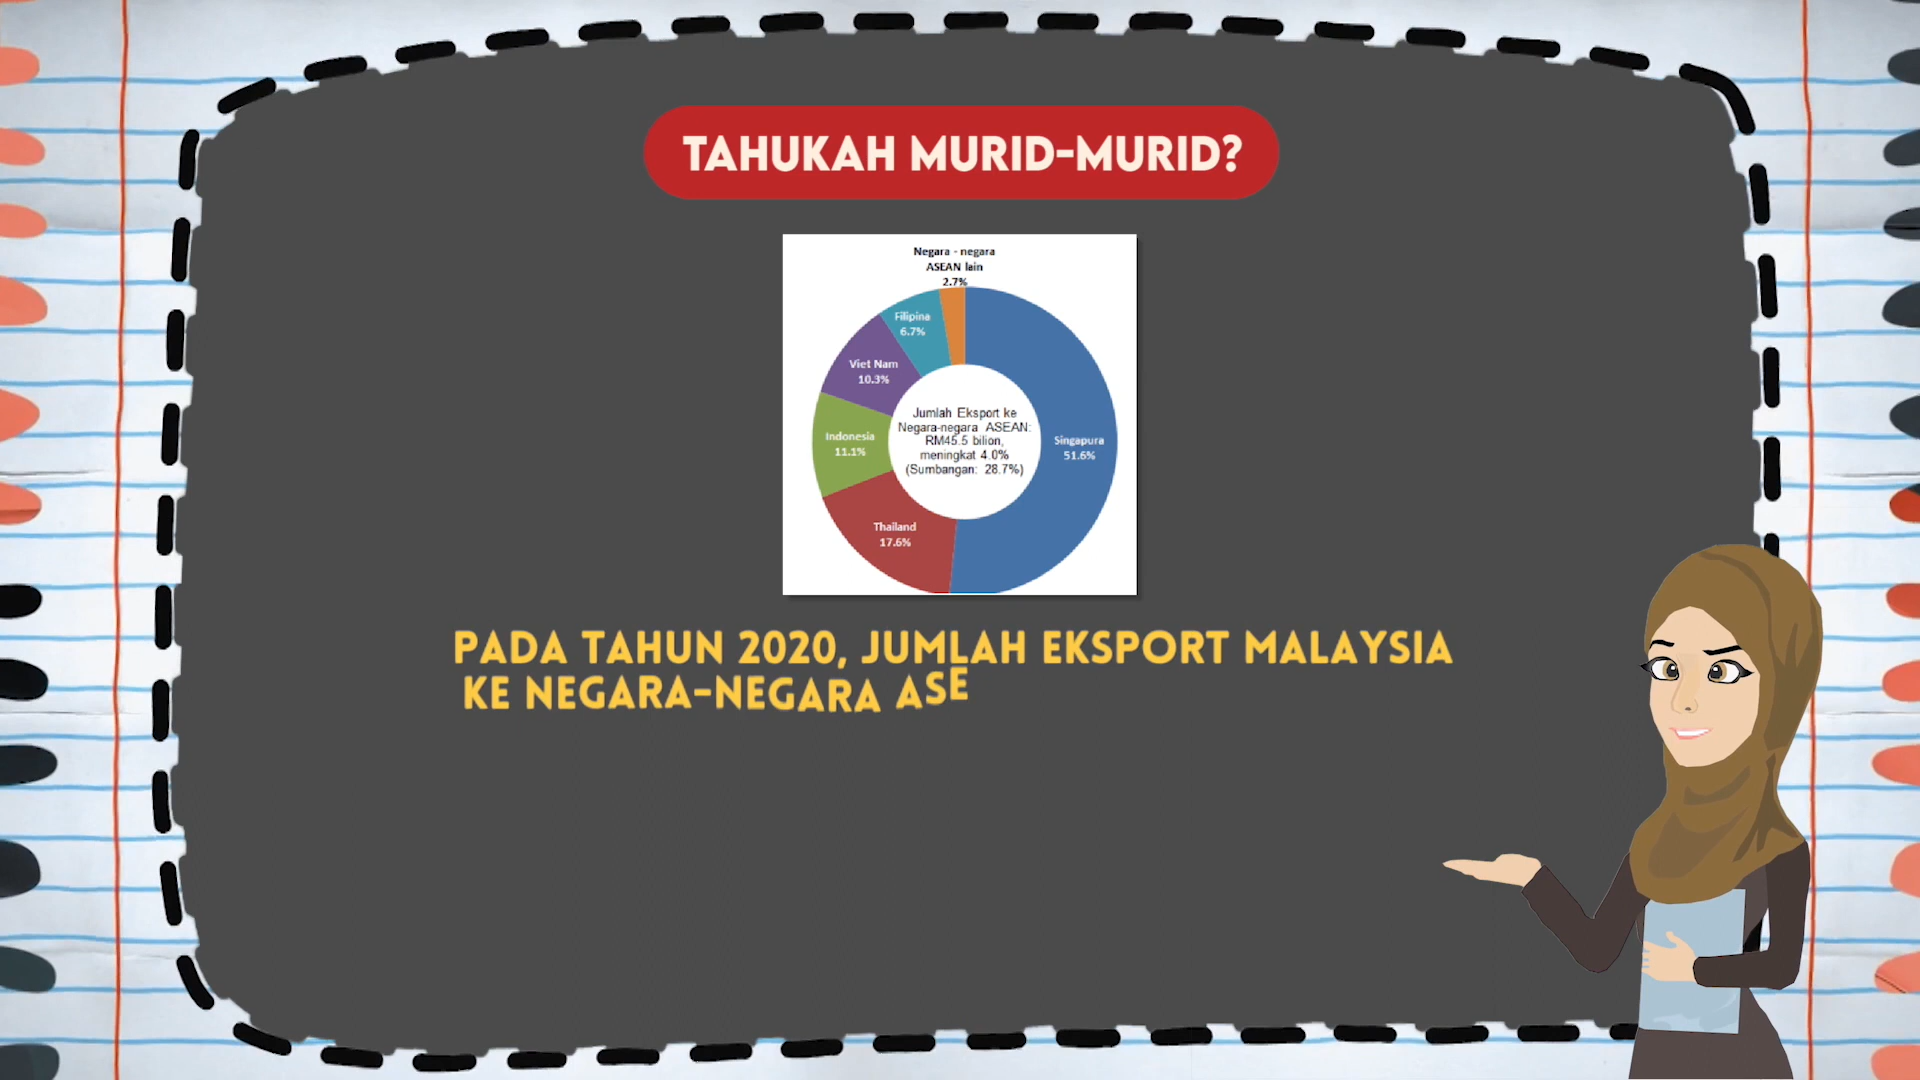 TAHUKAH MURID-MURID?
Negara - negara
ASEAN lain
2.7%
Filipina
6.7%
Viet Nam
10.3%
Indonesia
11.1%
Thailand
17.6%
Singapura
51.6%
Jumlah Eksport ke
Negara-negara ASEAN:
RM45.5 bilion,
meningkat 4.0%
(Sumbangan: 28.7%)
PADA TAHUN 2020, JUMLAH EKSPORT MALAYSIA
KE NEGARA-NEGARA ASE